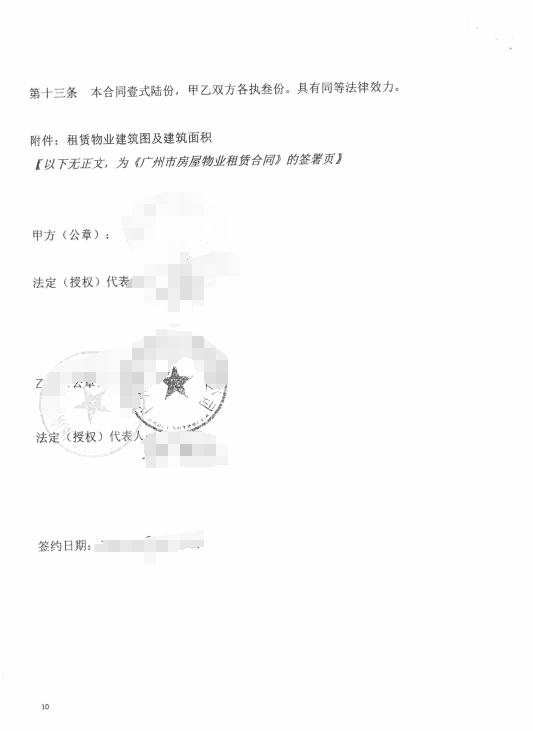 第十三条 本合同壹式陆份，甲乙双方各执叁份。具有同等法律效力。
附件：租赁物业建筑图及建筑面积
【以下无正文，为《广州市房屋物业租赁合同》的签署页】
甲方（公章）：
法定（授权）代表
乙 公章
法定（授权）代表人
签约日期：
10